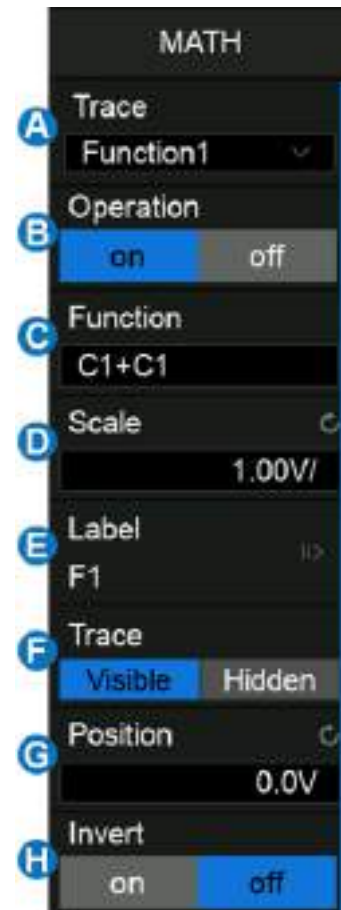 MATH
A
Trace
Function1
B
Operation
on off
C
Function
C1+C1
D
Scale
1.00V/
E
Label
F1
F
Trace
Visible Hidden
G
Position
0.0V
H
Invert
on off